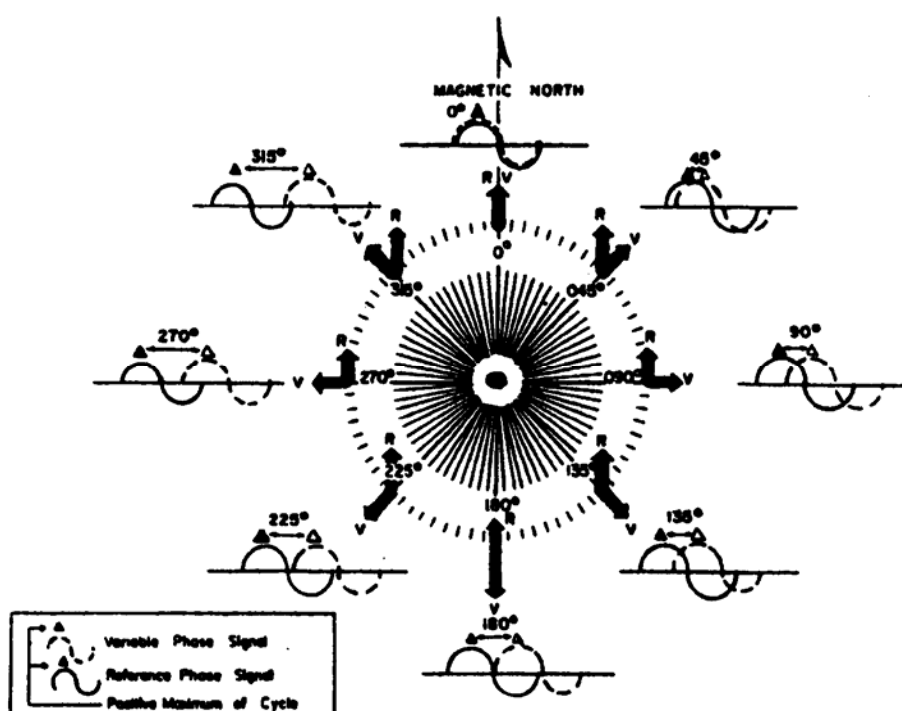 MAGNETIC NORTH
0°
315°
45°
R V
R
V
R
V
0°
315°
045°
270°
90°
R
V
270°
090°
R
V
R
225°
R
135°
225°
V
180°
R
V
135°
V
180°
Variable Phase Signal
Reference Phase Signal
Positive Maximum of Cycle